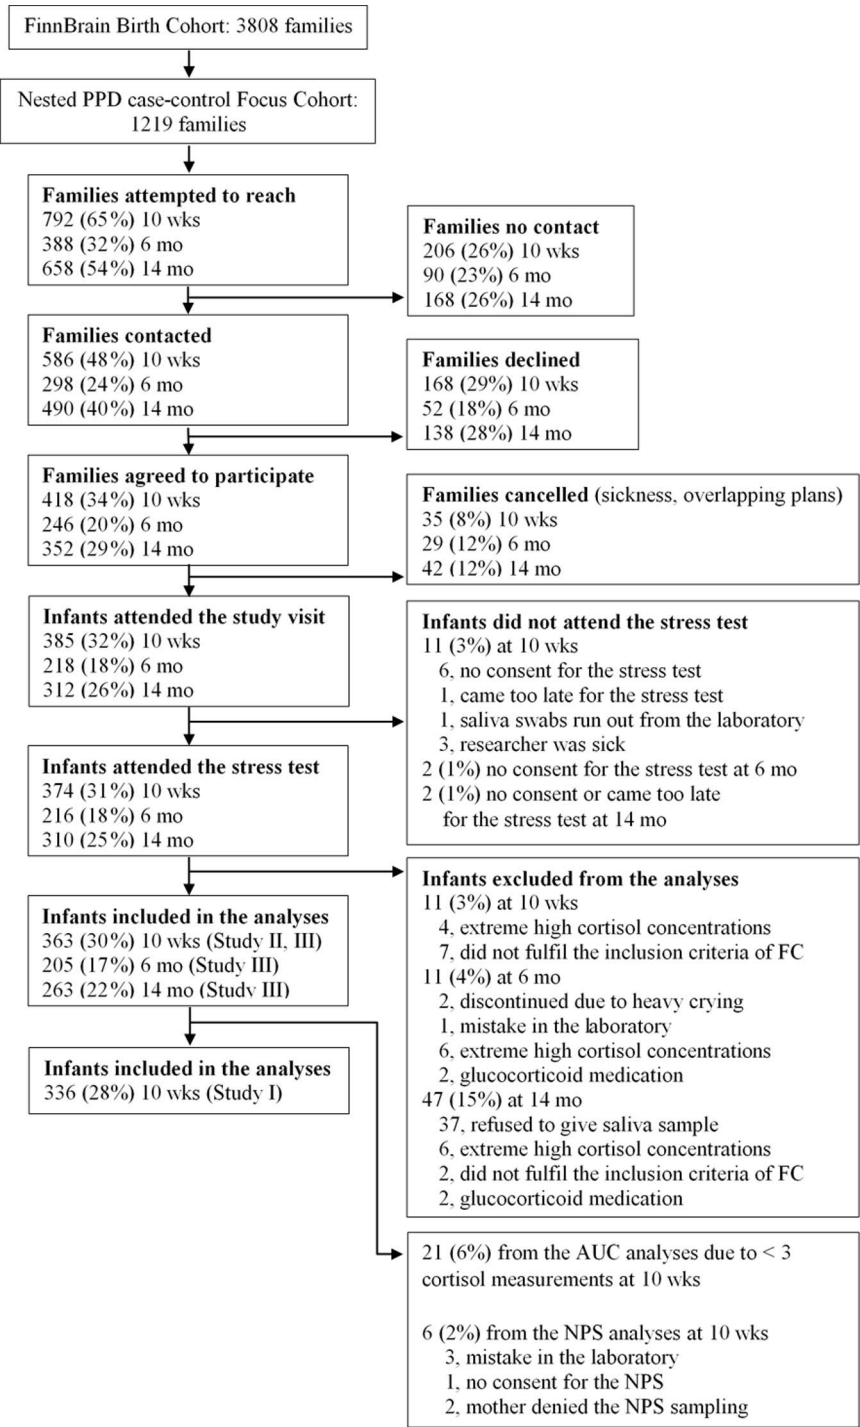 FinnBrain Birth Cohort: 3808 families
Nested PPD case-control Focus Cohort:
1219 families
Families attempted to reach
792 (65%) 10 wks
388 (32%) 6 mo
658 (54%) 14 mo
Families no contact
206 (26%) 10 wks
90 (23%) 6 mo
168 (26%) 14 mo
Families contacted
586 (48%) 10 wks
298 (24%) 6 mo
490 (40%) 14 mo
Families declined
168 (29%) 10 wks
52 (18%) 6 mo
138 (28%) 14 mo
Families agreed to participate
418 (34%) 10 wks
246 (20%) 6 mo
352 (29%) 14 mo
Families cancelled (sickness, overlapping plans)
35 (8%) 10 wks
29 (12%) 6 mo
42 (12%) 14 mo
Infants attended the study visit
385 (32%) 10 wks
218 (18%) 6 mo
312 (26%) 14 mo
Infants did not attend the stress test
11 (3%) at 10 wks
6, no consent for the stress test
1, came too late for the stress test
1, saliva swabs run out from the laboratory
3, researcher was sick
2 (1%) no consent for the stress test at 6 mo
2 (1%) no consent or came too late
for the stress test at 14 mo
Infants attended the stress test
374 (31%) 10 wks
216 (18%) 6 mo
310 (25%) 14 mo
Infants excluded from the analyses
11 (3%) at 10 wks
4, extreme high cortisol concentrations
7, did not fulfil the inclusion criteria of FC
11 (4%) at 6 mo
2, discontinued due to heavy crying
1, mistake in the laboratory
6, extreme high cortisol concentrations
2, glucocorticoid medication
47 (15%) at 14 mo
37, refused to give saliva sample
6, extreme high cortisol concentrations
2, did not fulfil the inclusion criteria of FC
2, glucocorticoid medication
Infants included in the analyses
363 (30%) 10 wks (Study II, III)
205 (17%) 6 mo (Study III)
263 (22%) 14 mo (Study III)
Infants included in the analyses
336 (28%) 10 wks (Study I)
21 (6%) from the AUC analyses due to < 3
cortisol measurements at 10 wks
6 (2%) from the NPS analyses at 10 wks
3, mistake in the laboratory
1, no consent for the NPS
2, mother denied the NPS sampling